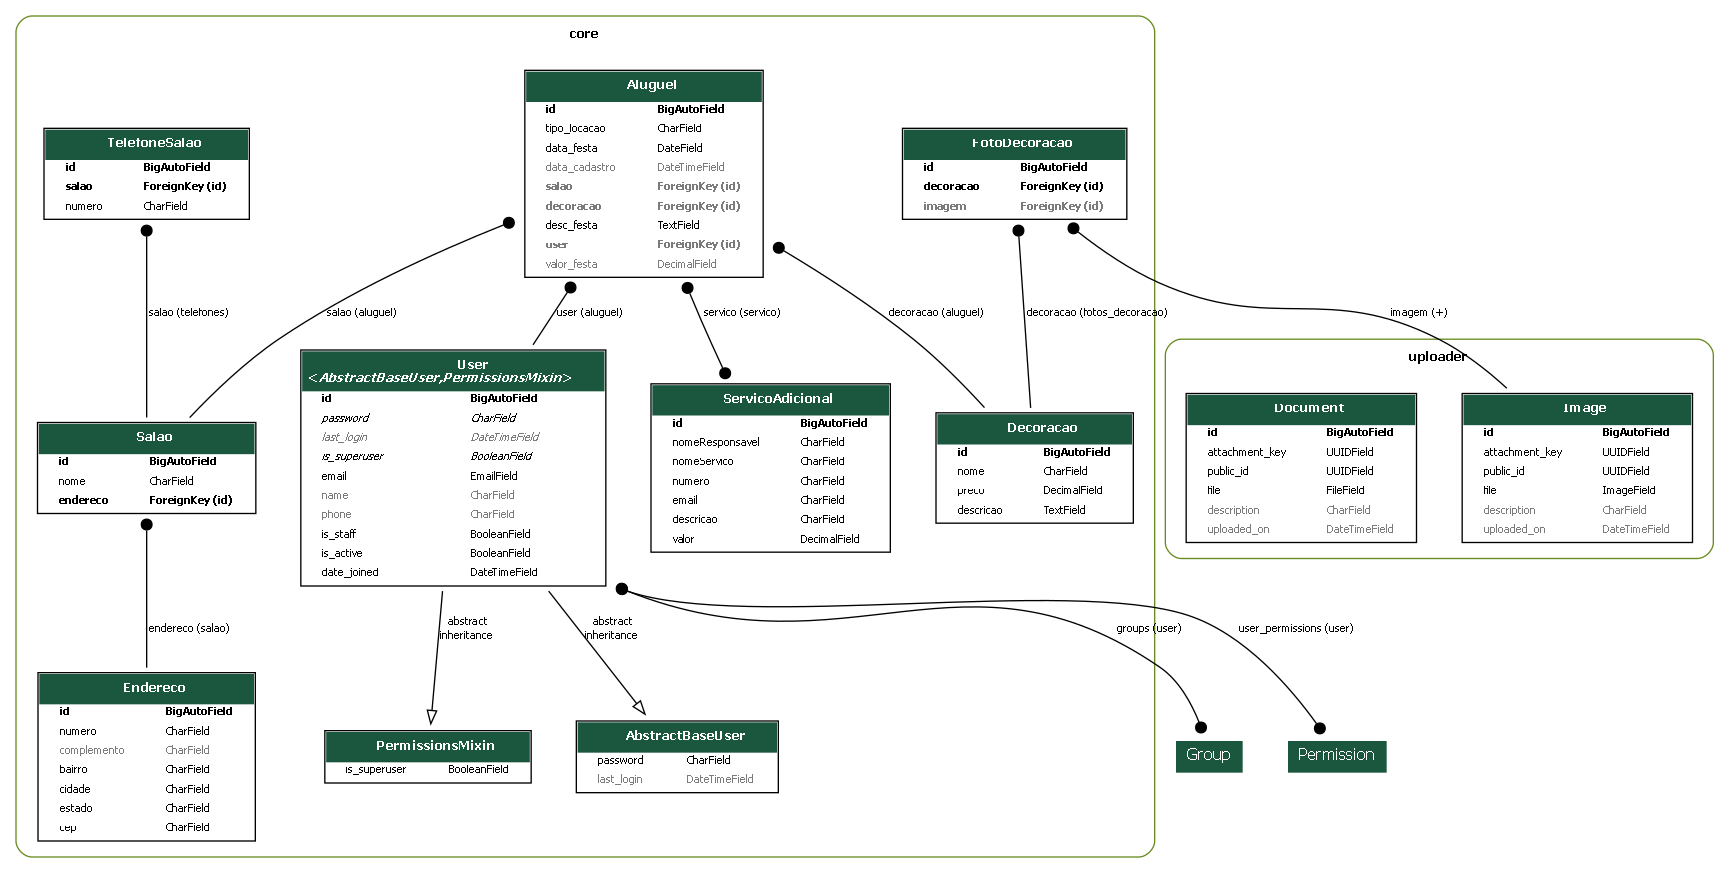 core
Aluguel
id BigAutoField
tipo_locacao CharField
data_festa DateField
data_cadastro DateTimeField
salao ForeignKey (id)
decoracao ForeignKey (id)
desc_festa TextField
user ForeignKey (id)
valor_festa DecimalField
TelefoneSalao
id BigAutoField
salao ForeignKey (id)
numero CharField
FotoDecoracao
id BigAutoField
decoracao ForeignKey (id)
imagem ForeignKey (id)
salao (telefones)
salao (aluguel)
user (aluguel)
servico (servico)
decoracao (aluguel)
decoracao (fotos_decoracao)
imagem (+)
uploader
User
<AbstractBaseUser,PermissionsMixin>
id BigAutoField
password CharField
last_login DateTimeField
is_superuser BooleanField
email EmailField
name CharField
phone CharField
is_staff BooleanField
is_active BooleanField
date_joined DateTimeField
ServicoAdicional
id BigAutoField
nomeResponsavel CharField
nomeServico CharField
numero CharField
email CharField
descricao CharField
valor DecimalField
Decoracao
id BigAutoField
nome CharField
preco DecimalField
descricao TextField
Document
id BigAutoField
attachment_key UUIDField
public_id UUIDField
file FileField
description CharField
uploaded_on DateTimeField
Image
id BigAutoField
attachment_key UUIDField
public_id UUIDField
file ImageField
description CharField
uploaded_on DateTimeField
Salao
id BigAutoField
nome CharField
endereco ForeignKey (id)
endereco (salao)
abstract
inheritance
abstract
inheritance
groups (user)
user_permissions (user)
Endereco
id BigAutoField
numero CharField
complemento CharField
bairro CharField
cidade CharField
estado CharField
cep CharField
PermissionsMixin
is_superuser BooleanField
AbstractBaseUser
password CharField
last_login DateTimeField
Group
Permission